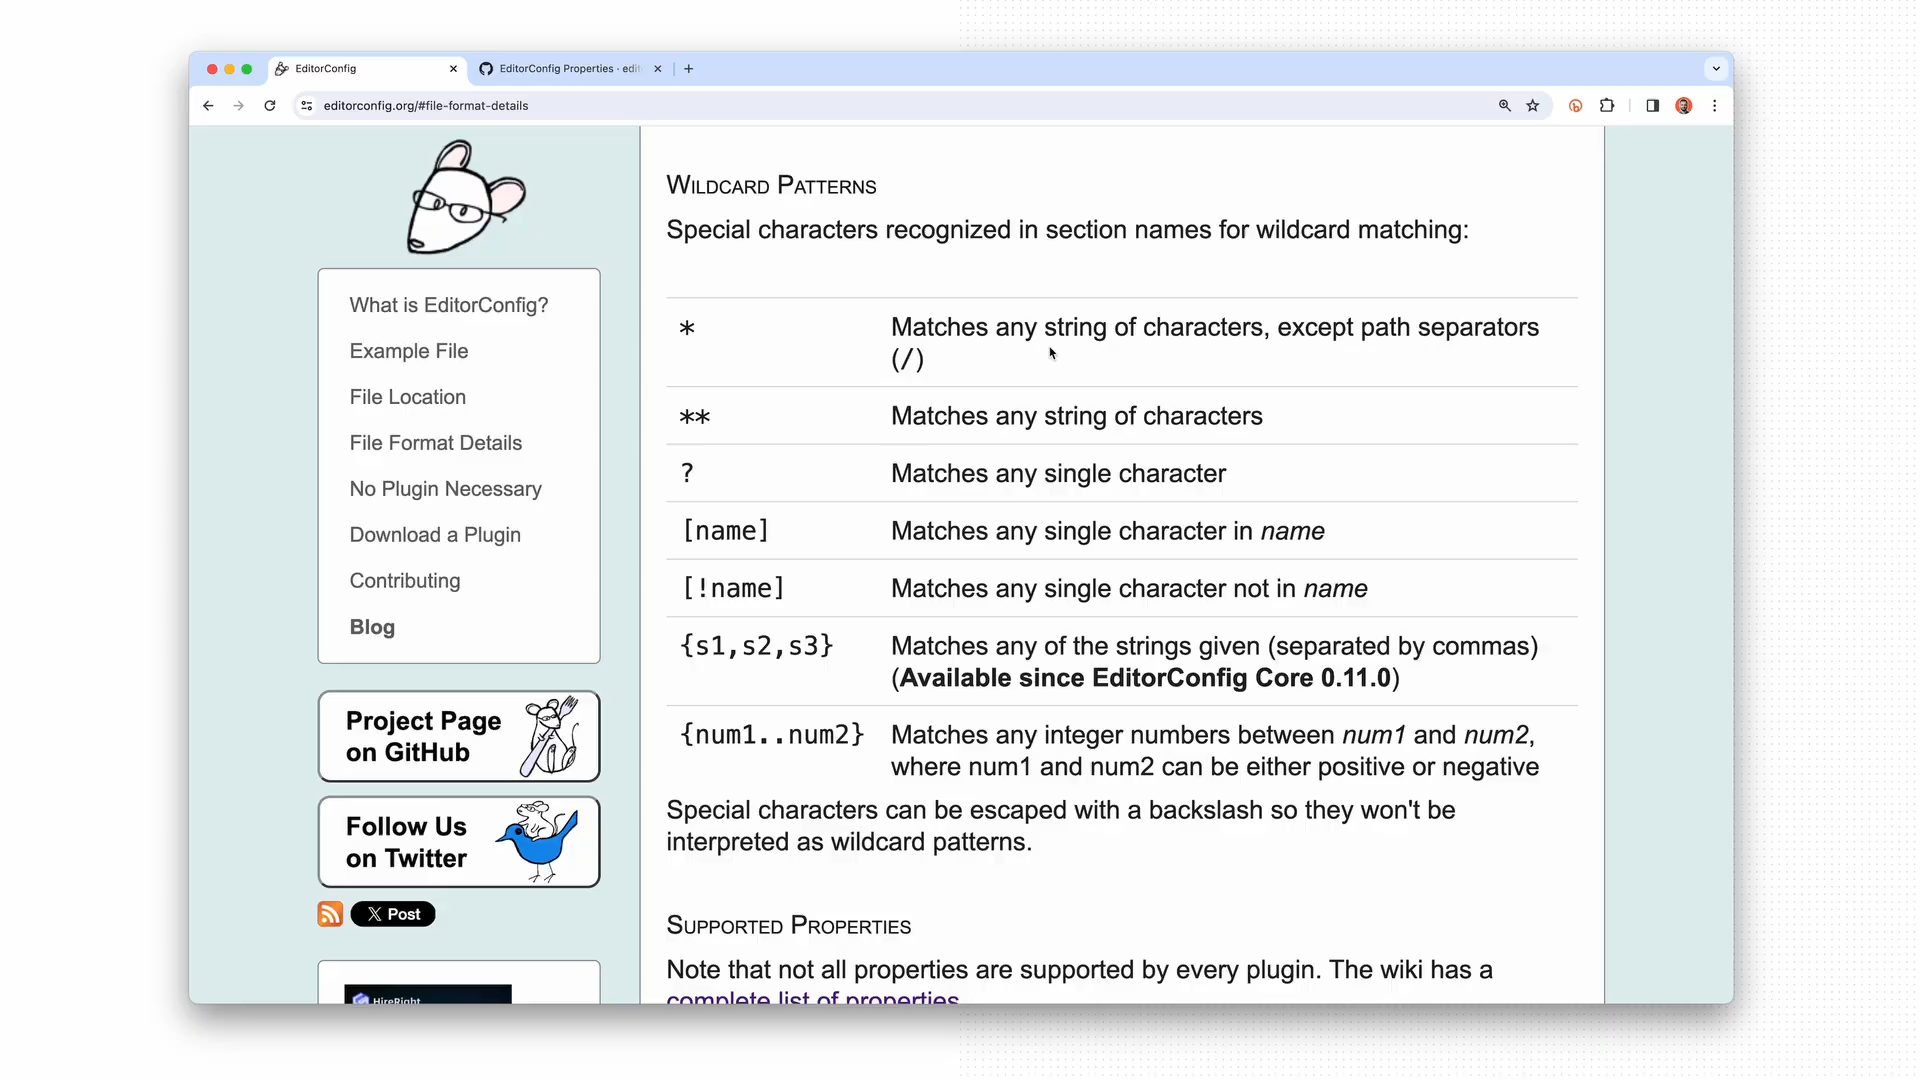 EditorConfig
EditorConfig Properties · edit
editorconfig.org/#file-format-details
What is EditorConfig?
Example File
File Location
File Format Details
No Plugin Necessary
Download a Plugin
Contributing
Blog
Project Page
on GitHub
Follow Us
on Twitter
X Post
HireRight
Wildcard Patterns
Special characters recognized in section names for wildcard matching:
* Matches any string of characters, except path separators
(/)
** Matches any string of characters
? Matches any single character
[name] Matches any single character in name
[!name] Matches any single character not in name
{s1,s2,s3} Matches any of the strings given (separated by commas)
(Available since EditorConfig Core 0.11.0)
{num1..num2} Matches any integer numbers between num1 and num2,
where num1 and num2 can be either positive or negative
Special characters can be escaped with a backslash so they won't be
interpreted as wildcard patterns.
Supported Properties
Note that not all properties are supported by every plugin. The wiki has a
complete list of properties.